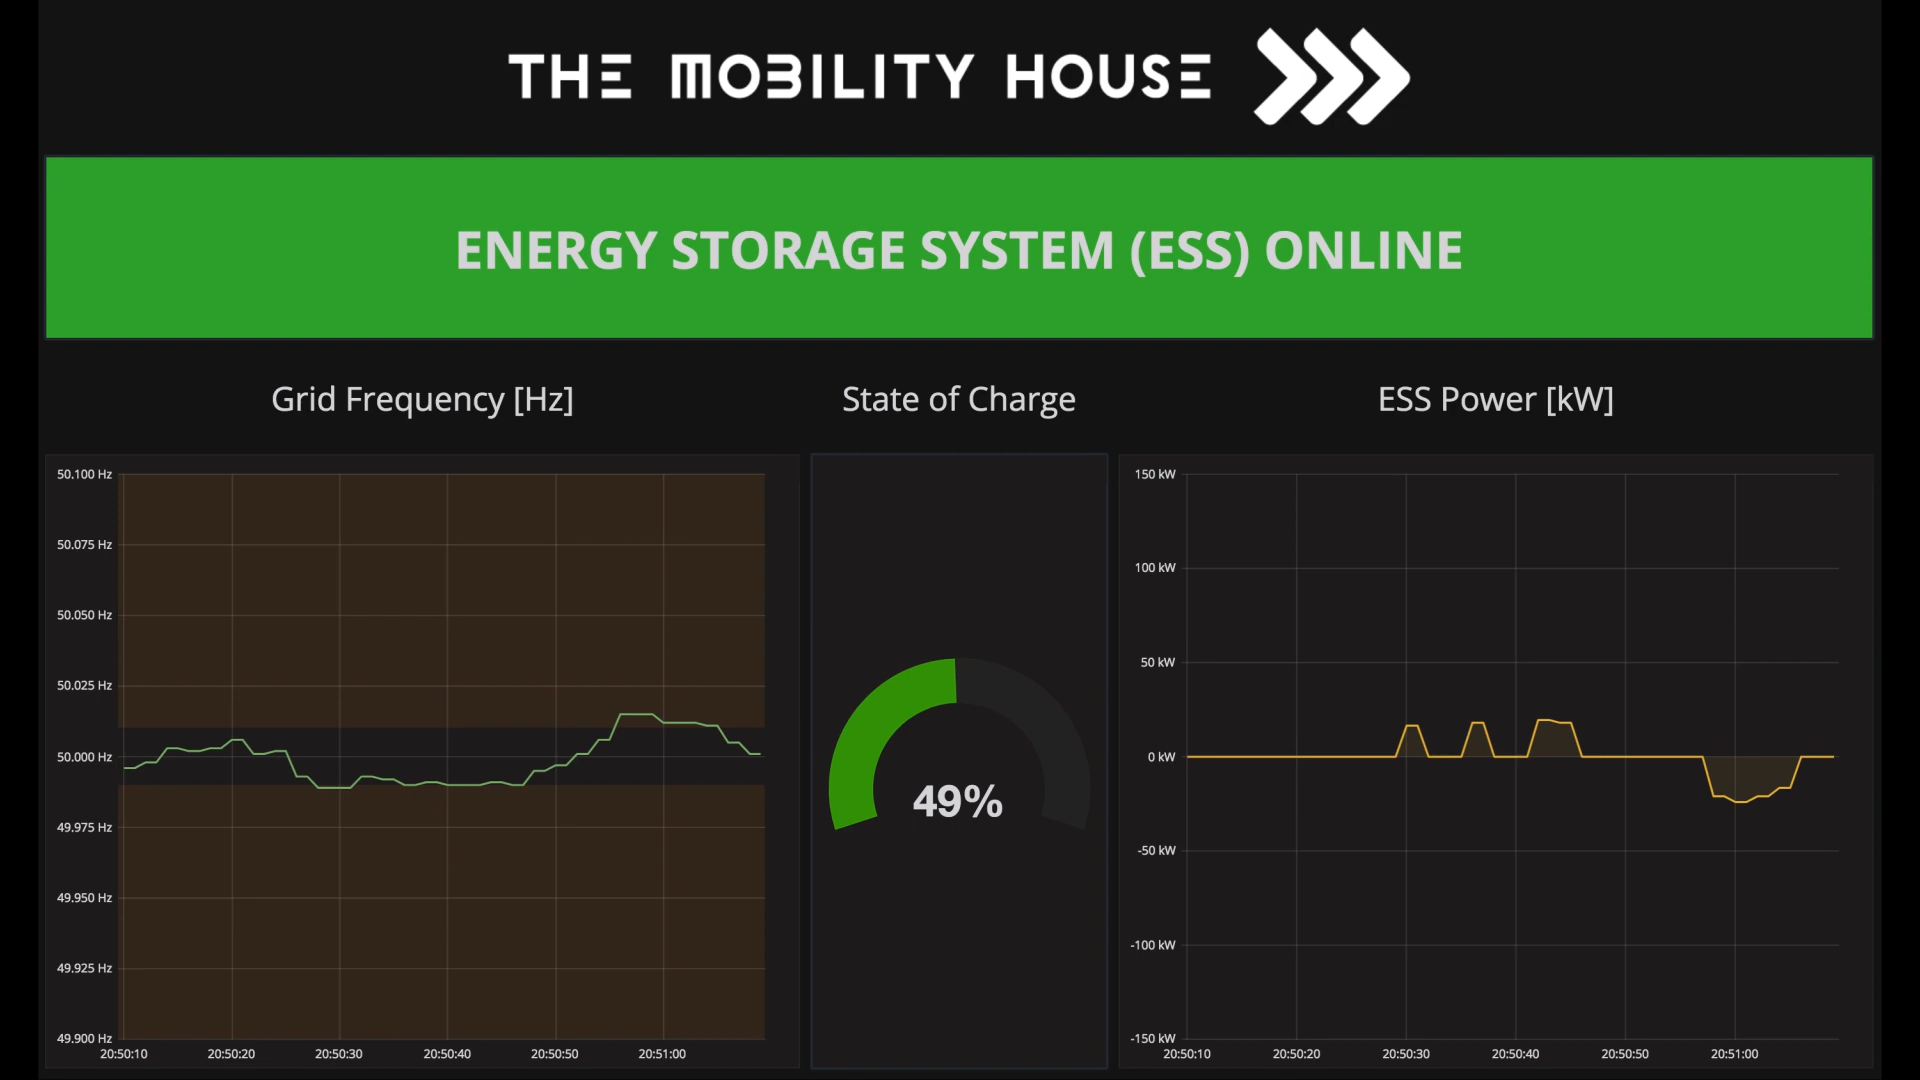 THE MOBILITY HOUSE
ENERGY STORAGE SYSTEM (ESS) ONLINE
Grid Frequency [Hz]
50.100 Hz
50.075 Hz
50.050 Hz
50.025 Hz
50.000 Hz
49.975 Hz
49.950 Hz
49.925 Hz
49.900 Hz
20:50:10 20:50:20 20:50:30 20:50:40 20:50:50 20:51:00
State of Charge
49%
ESS Power [kW]
150 kW
100 kW
50 kW
0 kW
-50 kW
-100 kW
-150 kW
20:50:10 20:50:20 20:50:30 20:50:40 20:50:50 20:51:00